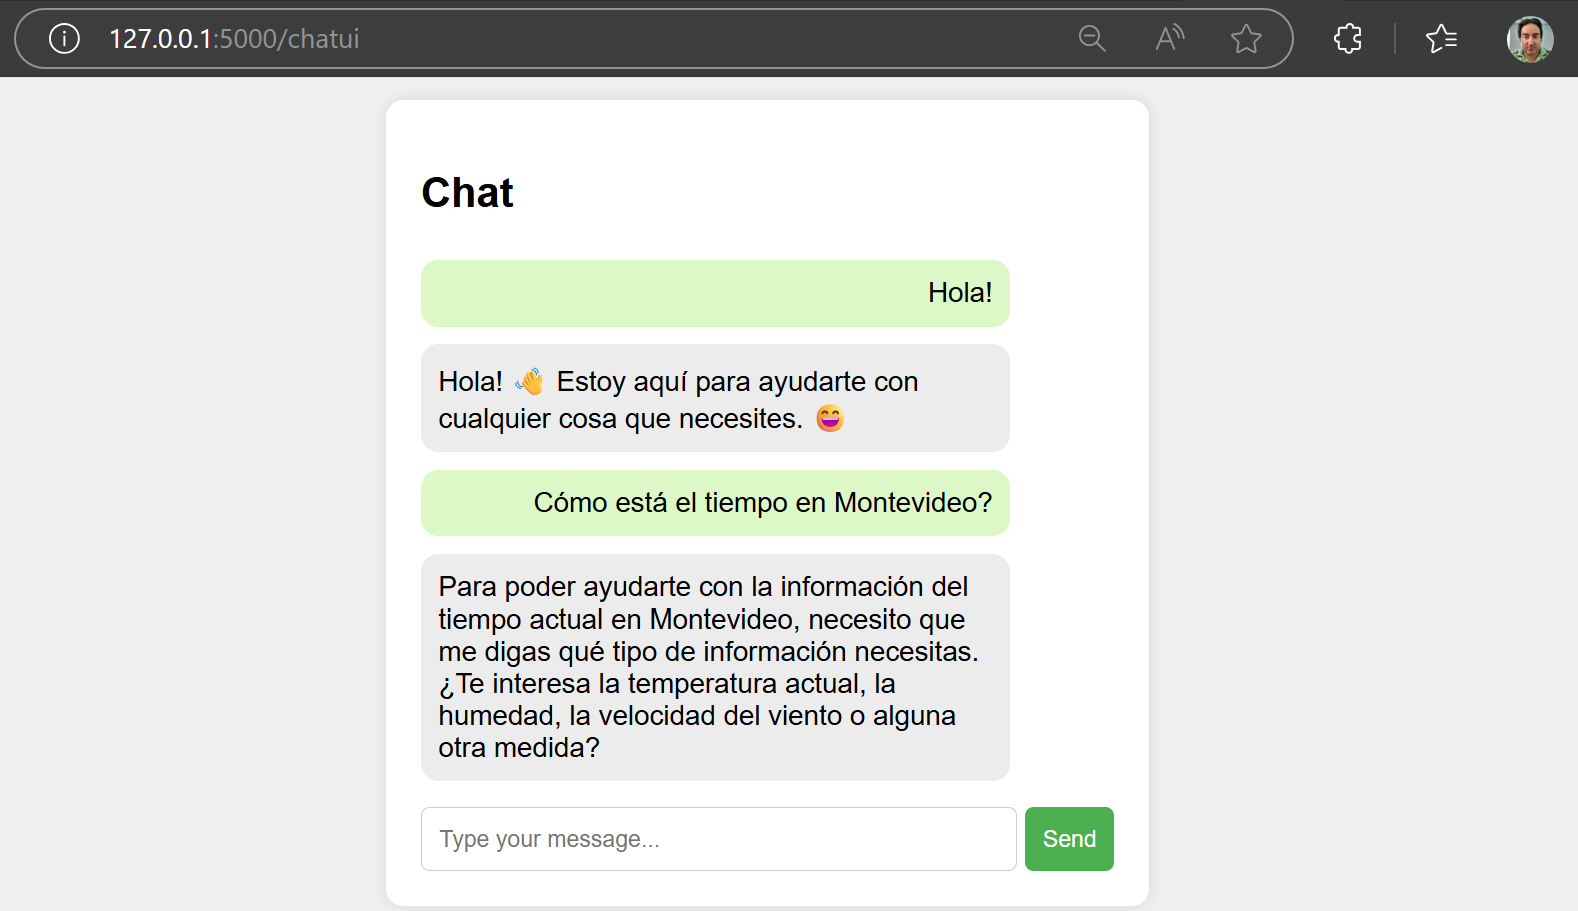 127.0.0.1:5000/chatui
Chat
Hola!
Hola! 👋 Estoy aquí para ayudarte con
cualquier cosa que necesites. 😄
Cómo está el tiempo en Montevideo?
Para poder ayudarte con la información del
tiempo actual en Montevideo, necesito que
me digas qué tipo de información necesitas.
¿Te interesa la temperatura actual, la
humedad, la velocidad del viento o alguna
otra medida?
Type your message...
Send